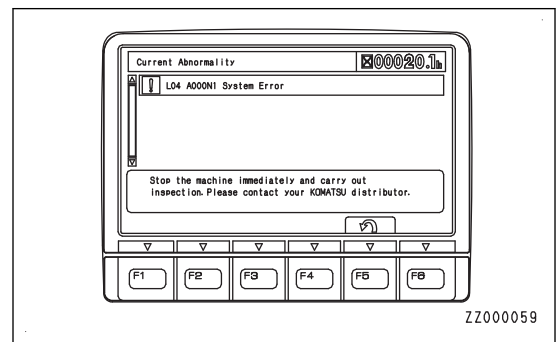 Current Abnormality
00020.1h
L04 A000N1 System Error
Stop the machine immediately and carry out
inspection. Please contact your KOMATSU distributor.
F1 F2 F3 F4 F5 F6
ZZ000059